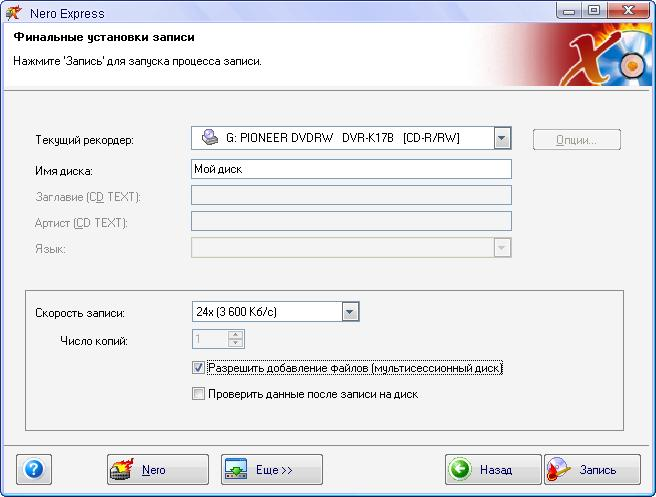 Nero Express
Финальные установки записи
Нажмите 'Запись' для запуска процесса записи.
Текущий рекордер: G: PIONEER DVDRW DVR-K17B [CD-R/RW] Опции...
Имя диска: Мой диск
Заглавие (CD TEXT):
Артист (CD TEXT):
Язык:
Скорость записи: 24x (3 600 Кб/с)
Число копий: 1
Разрешить добавление файлов (мультисессионный диск)
Проверить данные после записи на диск
? Nero Еще >> Назад Запись